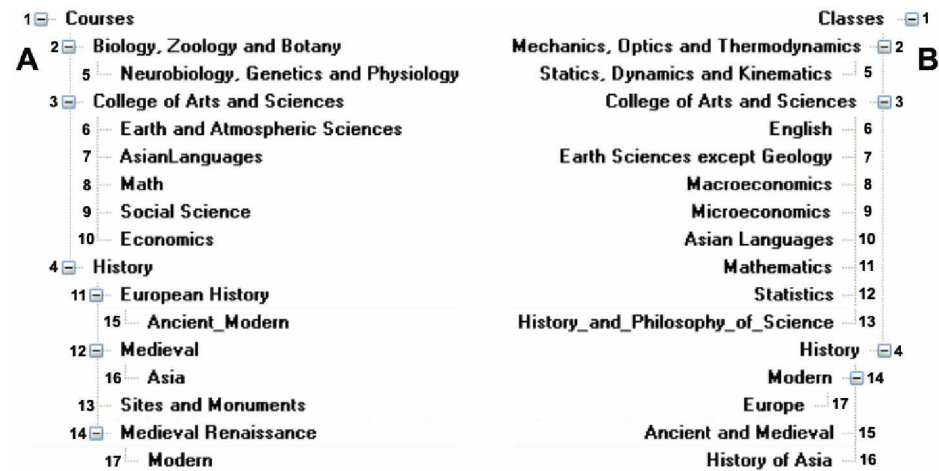 1 Courses Classes 1
A 2 Biology, Zoology and Botany Mechanics, Optics and Thermodynamics 2 B
5 Neurobiology, Genetics and Physiology Statics, Dynamics and Kinematics 5
3 College of Arts and Sciences College of Arts and Sciences 3
6 Earth and Atmospheric Sciences English 6
7 AsianLanguages Earth Sciences except Geology 7
8 Math Macroeconomics 8
9 Social Science Microeconomics 9
10 Economics Asian Languages 10
4 History Mathematics 11
11 European History Statistics 12
15 Ancient_Modern History_and_Philosophy_of_Science 13
12 Medieval History 4
16 Asia Modern 14
13 Sites and Monuments Europe 17
14 Medieval Renaissance Ancient and Medieval 15
17 Modern History of Asia 16